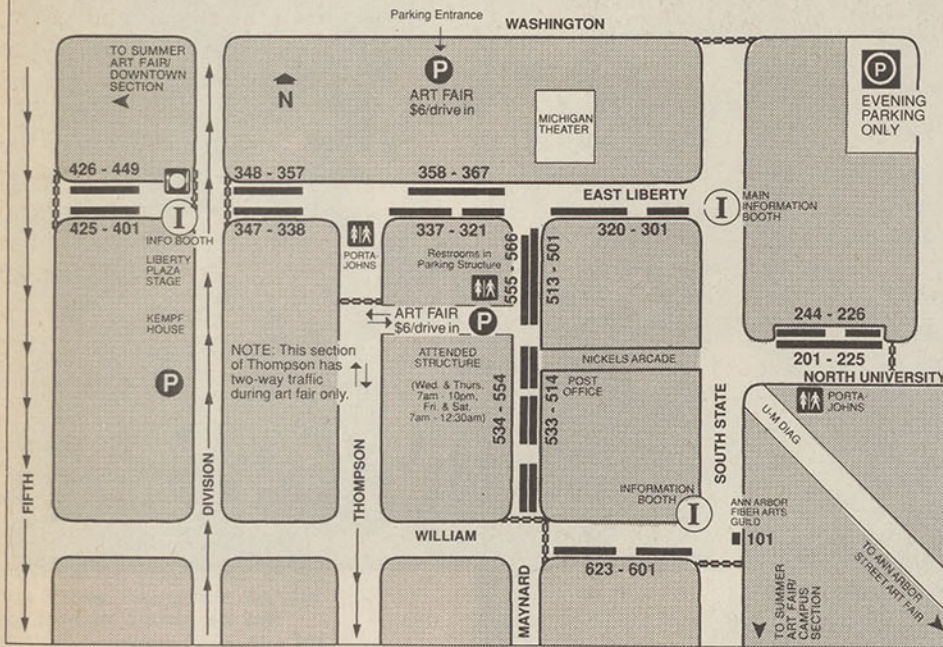 Parking Entrance
WASHINGTON
TO SUMMER
ART FAIR/
DOWNTOWN
SECTION
N
P
ART FAIR
$6/drive in
MICHIGAN
THEATER
P
EVENING
PARKING
ONLY
426 - 449
348 - 357
358 - 367
EAST LIBERTY
I
MAIN
INFORMATION
BOOTH
425 - 401
I
INFO BOOTH
347 - 338
337 - 321
320 - 301
PORTA-
JOHNS
Restrooms in
Parking Structure
555 - 566
513 - 501
LIBERTY
PLAZA
STAGE
KEMPF
HOUSE
P
ART FAIR
$6/drive in
P
244 - 226
201 - 225
NORTH UNIVERSITY
PORTA-
JOHNS
NOTE: This section
of Thompson has
two-way traffic
during art fair only.
ATTENDED
STRUCTURE
(Wed. & Thurs.
7am - 10pm,
Fri. & Sat.
7am - 12:30am)
534 - 554
533 - 514
NICKELS ARCADE
POST
OFFICE
U-M DIAG
FIFTH
DIVISION
THOMPSON
SOUTH STATE
INFORMATION
BOOTH
I
ANN ARBOR
FIBER ARTS
GUILD
101
WILLIAM
MAYNARD
623 - 601
TO SUMMER
ART FAIR/
CAMPUS
SECTION
TO ANN ARBOR
STREET ART FAIR